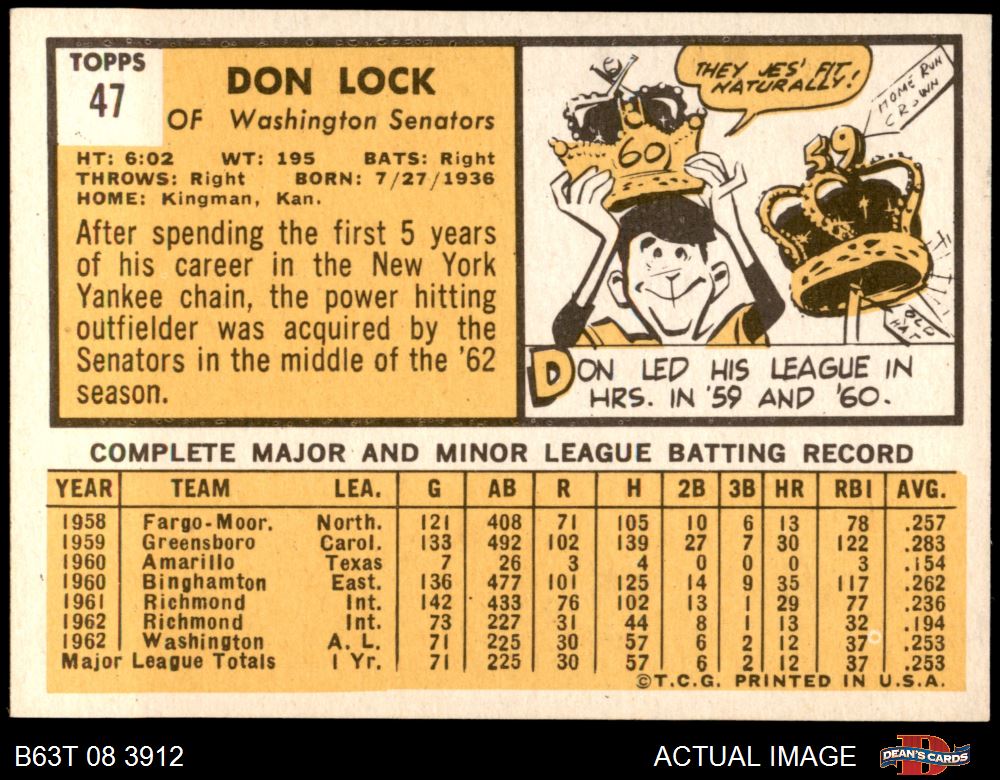 TOPPS
47
DON LOCK
OF Washington Senators
HT: 6:02 WT: 195 BATS: Right
THROWS: Right BORN: 7/27/1936
HOME: Kingman, Kan.
After spending the first 5 years
of his career in the New York
Yankee chain, the power hitting
outfielder was acquired by the
Senators in the middle of the '62
season.
THEY JES' FIT
NATURALLY!
HOME RUN
CROWN
60
59
OLD
HAT
DON LED HIS LEAGUE IN
HRS. IN '59 AND '60.
COMPLETE MAJOR AND MINOR LEAGUE BATTING RECORD
YEAR TEAM LEA. G AB R H 2B 3B HR RBI AVG.
1958 Fargo-Moor. North. 121 408 71 105 10 6 13 78 .257
1959 Greensboro Carol. 133 492 102 139 27 7 30 122 .283
1960 Amarillo Texas 7 26 3 4 0 0 0 3 .154
1960 Binghamton East. 136 477 101 125 14 9 35 117 .262
1961 Richmond Int. 142 433 76 102 13 1 29 77 .236
1962 Richmond Int. 73 227 31 44 8 1 13 32 .194
1962 Washington A. L. 71 225 30 57 6 2 12 37 .253
Major League Totals 1 Yr. 71 225 30 57 6 2 12 37 .253
©T.C.G. PRINTED IN U.S.A.
B63T 08 3912
ACTUAL IMAGE
DEAN'S CARDS